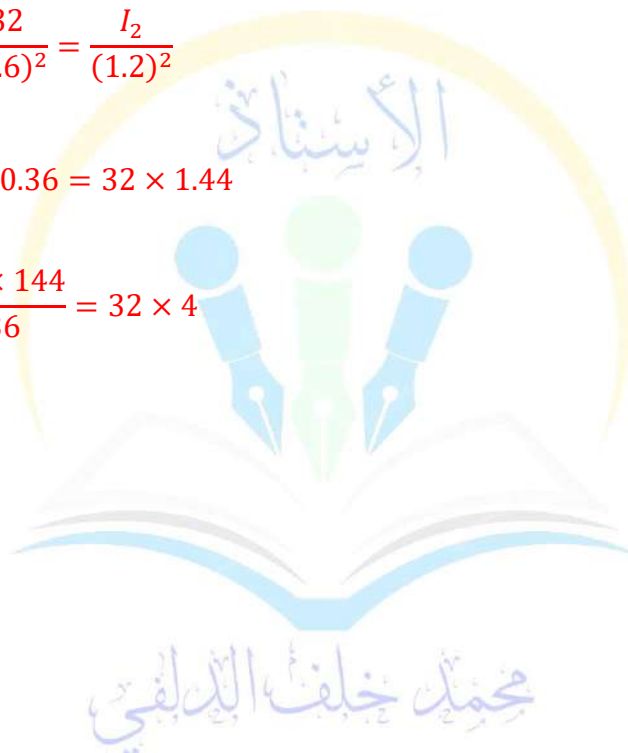 32/(.6)² = I₂/(1.2)²
الأستاذ
0.36 = 32 × 1.44
× 144/36 = 32 × 4
محمد خلف الدلفي